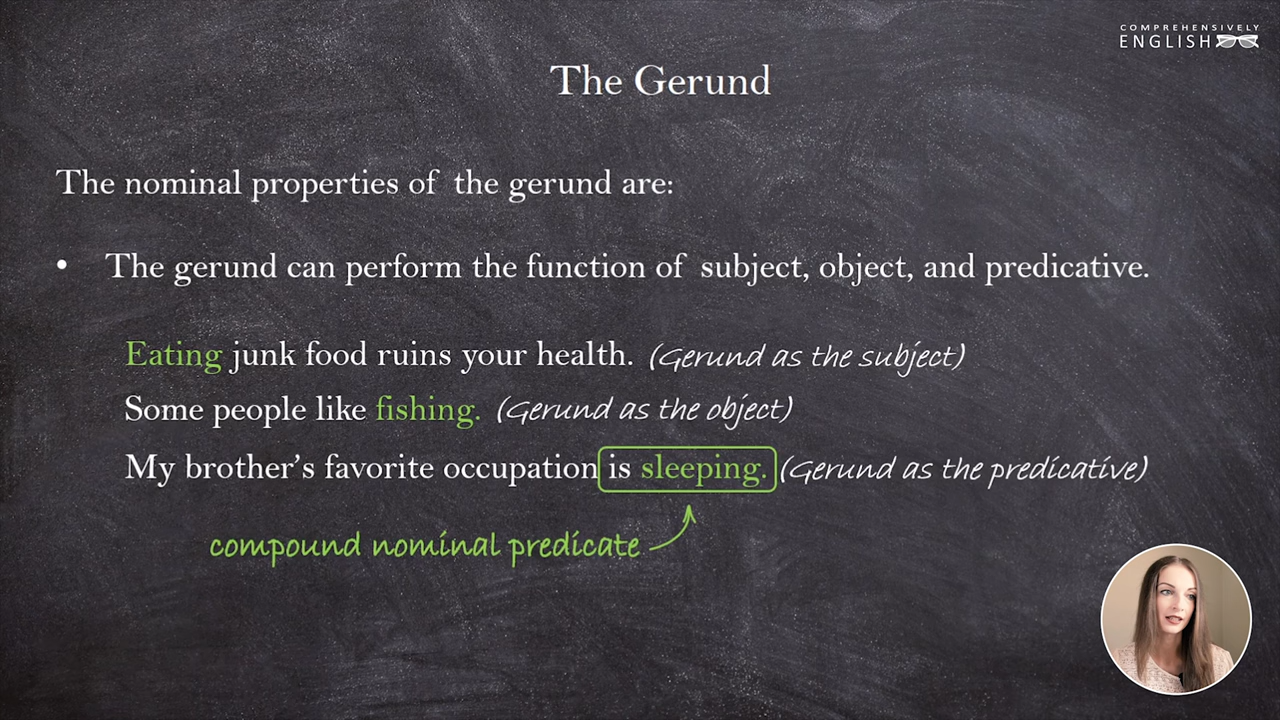 COMPREHENSIVELY
ENGLISH
The Gerund
The nominal properties of the gerund are:
• The gerund can perform the function of subject, object, and predicative.
Eating junk food ruins your health. (Gerund as the subject)
Some people like fishing. (Gerund as the object)
My brother's favorite occupation is sleeping. (Gerund as the predicative)
compound nominal predicate